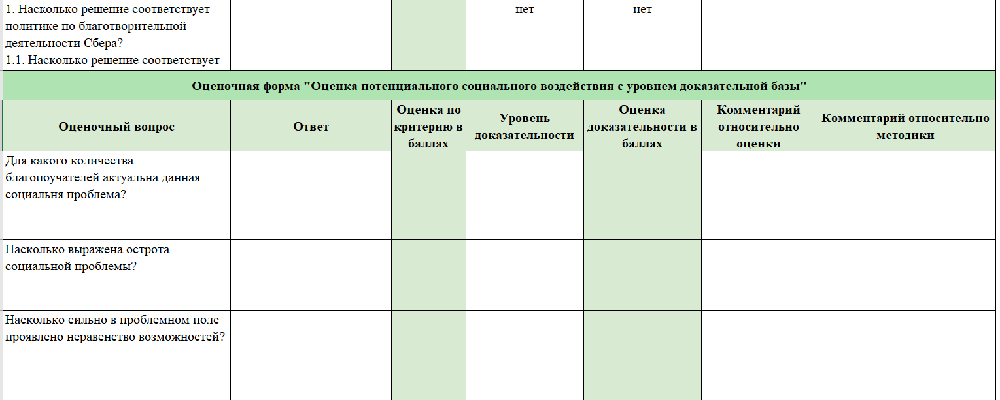 1. Насколько решение соответствует
политике по благотворительной
деятельности Сбера?
1.1. Насколько решение соответствует
нет
нет
Оценочная форма "Оценка потенциального социального воздействия с уровнем доказательной базы"
Оценочный вопрос
Ответ
Оценка по
критерию в
баллах
Уровень
доказательности
Оценка
доказательности в
баллах
Комментарий
относительно
оценки
Комментарий относительно
методики
Для какого количества
благопоучателей актуальна данная
социальня проблема?
Насколько выражена острота
социальной проблемы?
Насколько сильно в проблемном поле
проявлено неравенство возможностей?